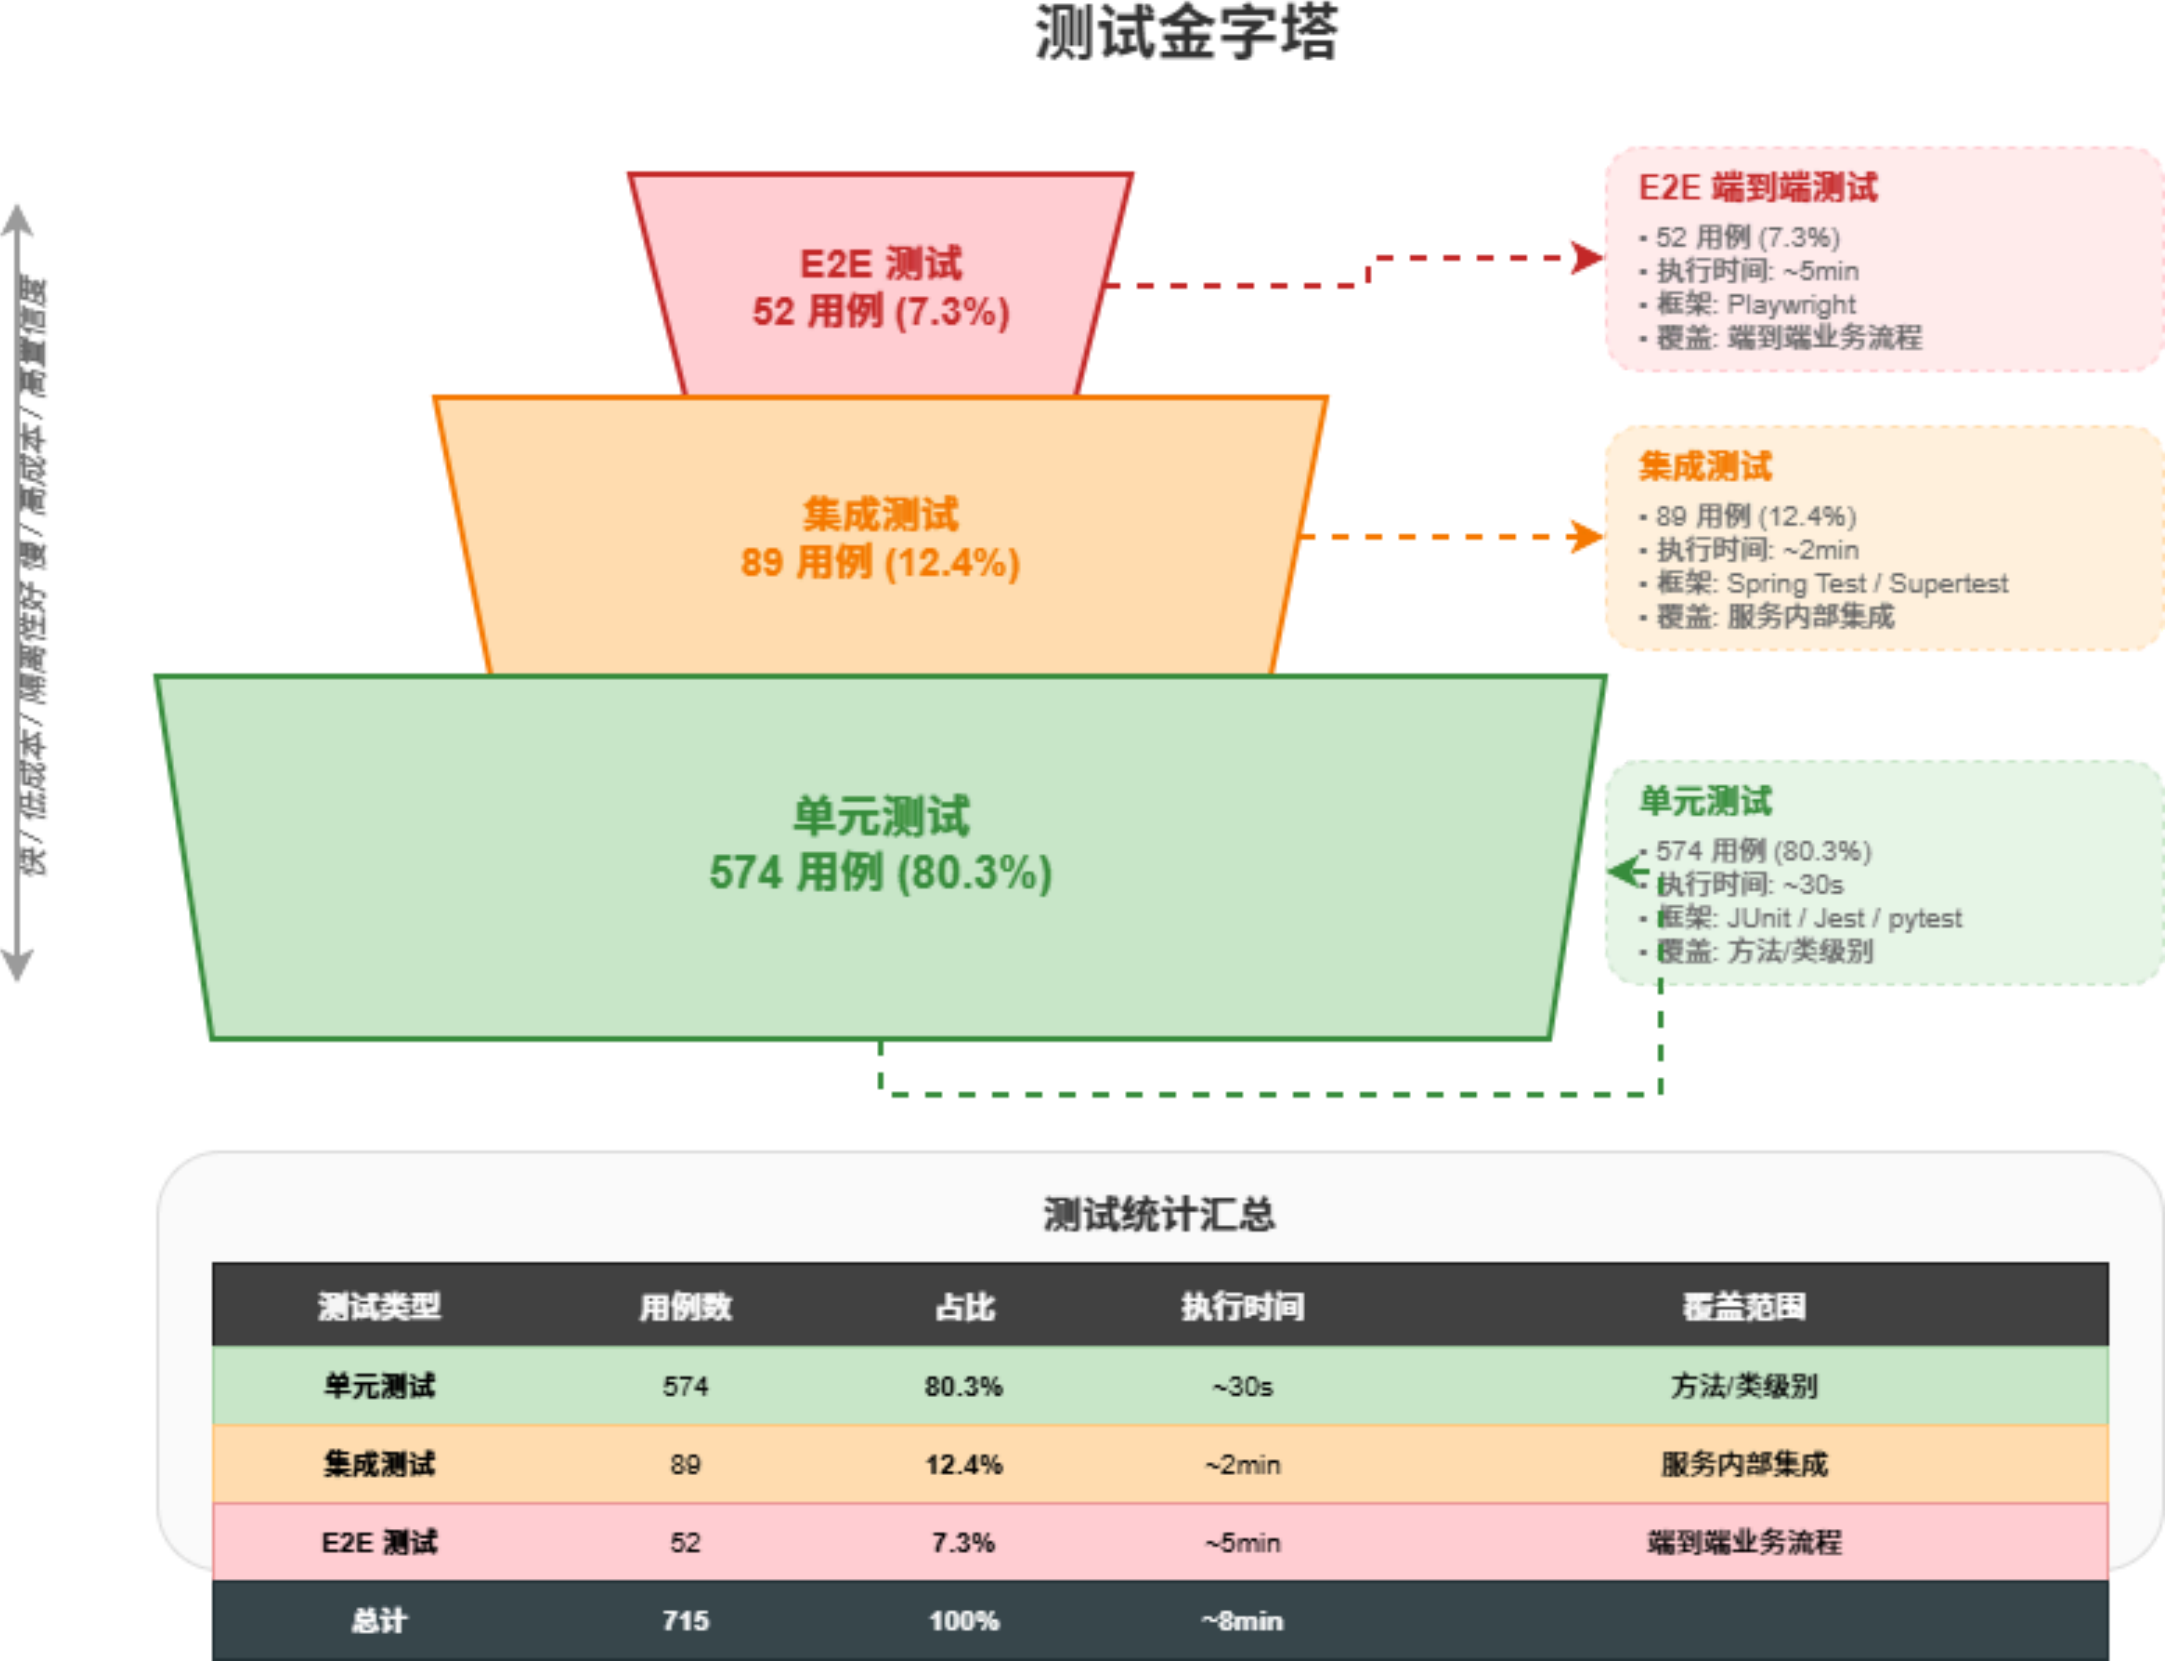 测试金字塔
E2E 测试
52 用例 (7.3%)
集成测试
89 用例 (12.4%)
单元测试
574 用例 (80.3%)
慢 / 高成本 / 高置信度
快 / 低成本 / 隔离性好
E2E 端到端测试
▪ 52 用例 (7.3%)
▪ 执行时间: ~5min
▪ 框架: Playwright
▪ 覆盖: 端到端业务流程
集成测试
▪ 89 用例 (12.4%)
▪ 执行时间: ~2min
▪ 框架: Spring Test / Supertest
▪ 覆盖: 服务内部集成
单元测试
▪ 574 用例 (80.3%)
▪ 执行时间: ~30s
▪ 框架: JUnit / Jest / pytest
▪ 覆盖: 方法/类级别
测试统计汇总
测试类型 用例数 占比 执行时间 覆盖范围
单元测试 574 80.3% ~30s 方法/类级别
集成测试 89 12.4% ~2min 服务内部集成
E2E 测试 52 7.3% ~5min 端到端业务流程
总计 715 100% ~8min